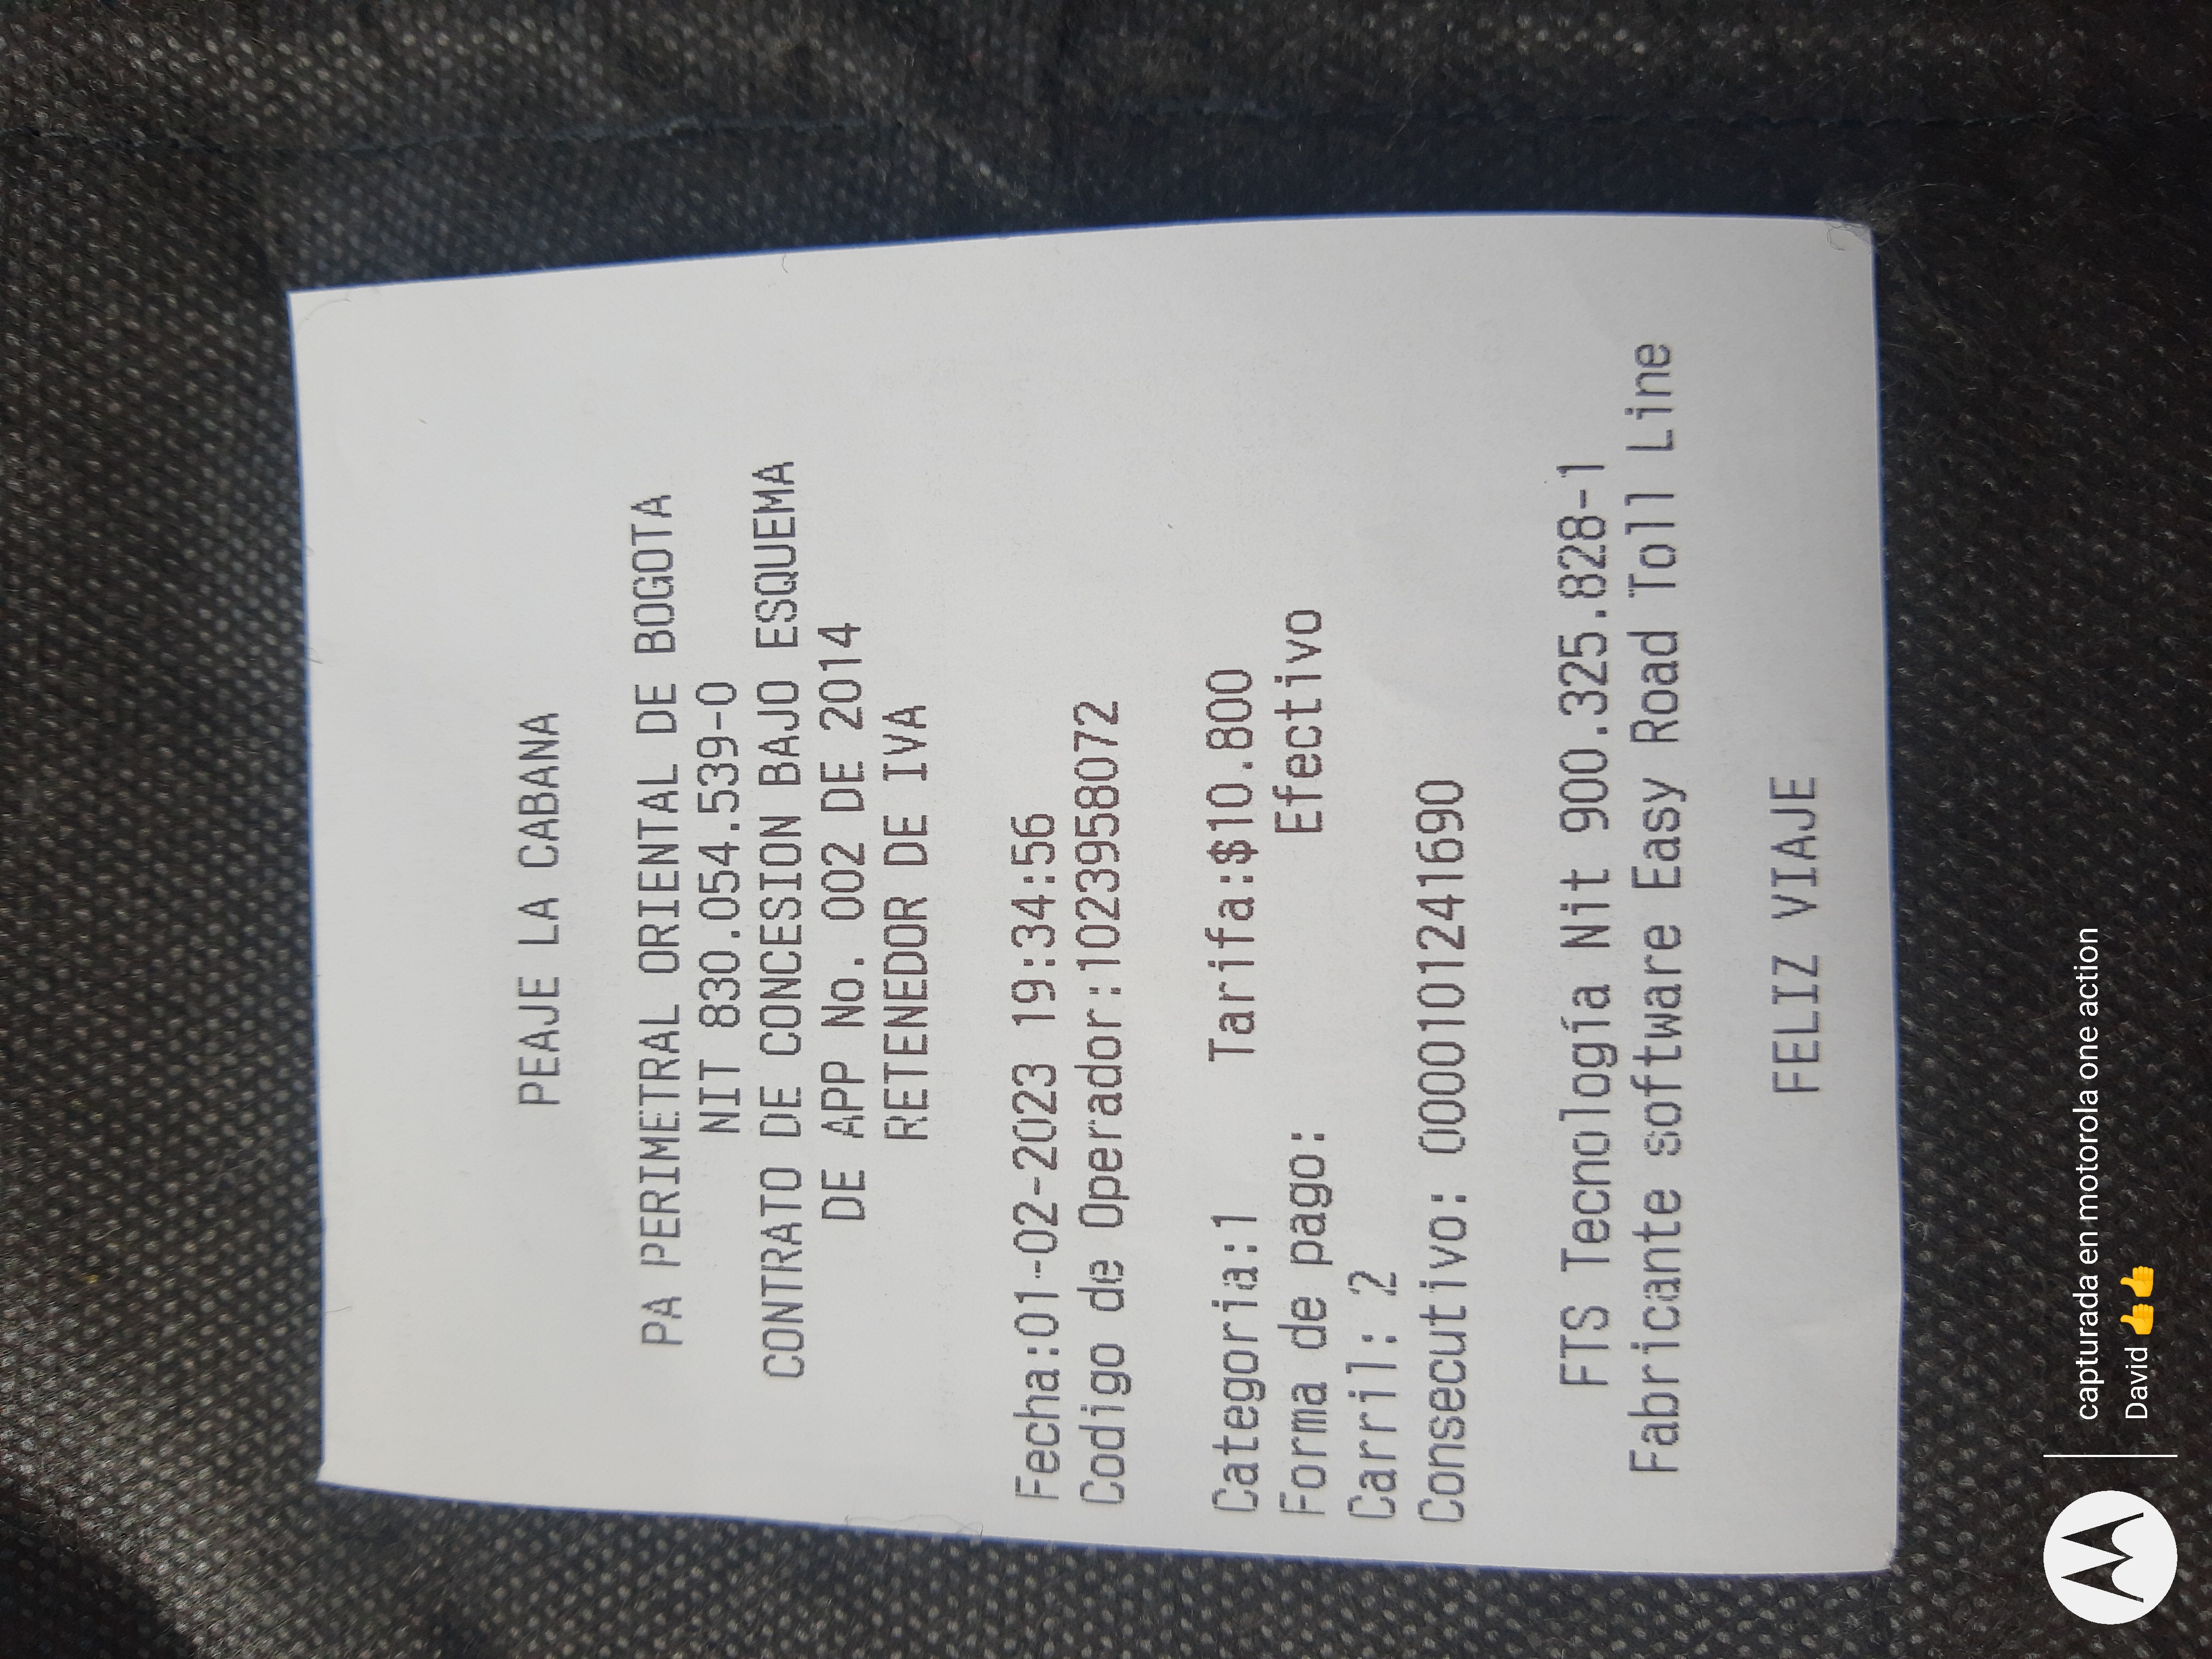 PEAJE LA CABANA
PA PERIMETRAL ORIENTAL DE BOGOTA
NIT 830.054.539-0
CONTRATO DE CONCESION BAJO ESQUEMA
DE APP No. 002 DE 2014
RETENEDOR DE IVA
Fecha:01-02-2023 19:34:56
Codigo de Operador:1023958072
Categoria:1 Tarifa:$10.800
Forma de pago: Efectivo
Carril: 2
Consecutivo: 0000101241690
FTS Tecnología Nit 900.325.828-1
Fabricante software Easy Road Toll Line
FELIZ VIAJE
capturada en motorola one action
David 👍👍